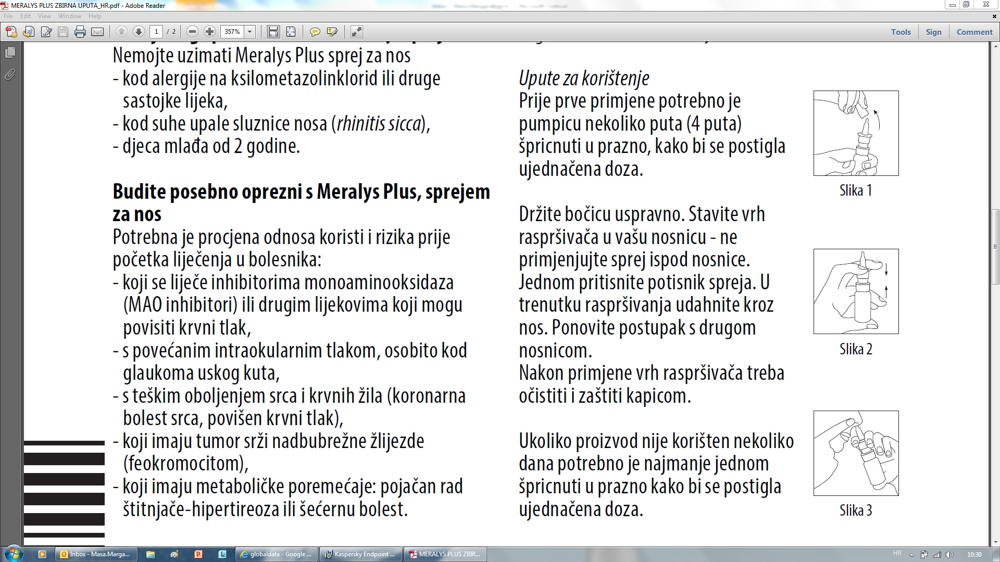 MERALYS PLUS ZBIRNA UPUTA_HR.pdf - Adobe Reader
File Edit View Window Help
1 / 2
357%
Tools Sign Comment
Nemojte uzimati Meralys Plus sprej za nos
- kod alergije na ksilometazolinklorid ili druge
sastojke lijeka,
- kod suhe upale sluznice nosa (rhinitis sicca),
- djeca mlađa od 2 godine.
Budite posebno oprezni s Meralys Plus, sprejem
za nos
Potrebna je procjena odnosa koristi i rizika prije
početka liječenja u bolesnika:
- koji se liječe inhibitorima monoaminooksidaza
(MAO inhibitori) ili drugim lijekovima koji mogu
povisiti krvni tlak,
- s povećanim intraokularnim tlakom, osobito kod
glaukoma uskog kuta,
- s teškim oboljenjem srca i krvnih žila (koronarna
bolest srca, povišen krvni tlak),
- koji imaju tumor srži nadbubrežne žlijezde
(feokromocitom),
- koji imaju metaboličke poremećaje: pojačan rad
štitnjače-hipertireoza ili šećernu bolest.
Upute za korištenje
Prije prve primjene potrebno je
pumpicu nekoliko puta (4 puta)
špricnuti u prazno, kako bi se postigla
ujednačena doza.
Slika 1
Držite bočicu uspravno. Stavite vrh
raspršivača u vašu nosnicu - ne
primjenjujte sprej ispod nosnice.
Jednom pritisnite potisnik spreja. U
trenutku raspršivanja udahnite kroz
nos. Ponovite postupak s drugom
nosnicom.
Nakon primjene vrh raspršivača treba
očistiti i zaštiti kapicom.
Slika 2
Ukoliko proizvod nije korišten nekoliko
dana potrebno je najmanje jednom
špricnuti u prazno kako bi se postigla
ujednačena doza.
Slika 3
Inbox - Masa.Marga...
globaldata - Google ...
Kaspersky Endpoint ...
MERALYS PLUS ZBIR...
HR
10:30